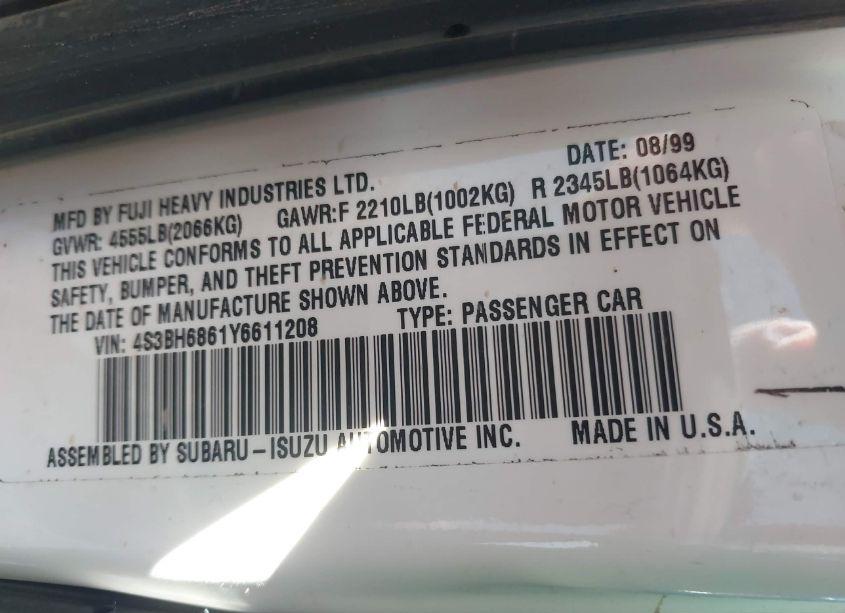 DATE: 08/99
MFD BY FUJI HEAVY INDUSTRIES LTD.
GVWR: 4555LB(2066KG) GAWR:F 2210LB(1002KG) R 2345LB(1064KG)
THIS VEHICLE CONFORMS TO ALL APPLICABLE FEDERAL MOTOR VEHICLE
SAFETY, BUMPER, AND THEFT PREVENTION STANDARDS IN EFFECT ON
THE DATE OF MANUFACTURE SHOWN ABOVE.
VIN: 4S3BH6861Y6611208 TYPE: PASSENGER CAR
ASSEMBLED BY SUBARU-ISUZU AUTOMOTIVE INC. MADE IN U.S.A.